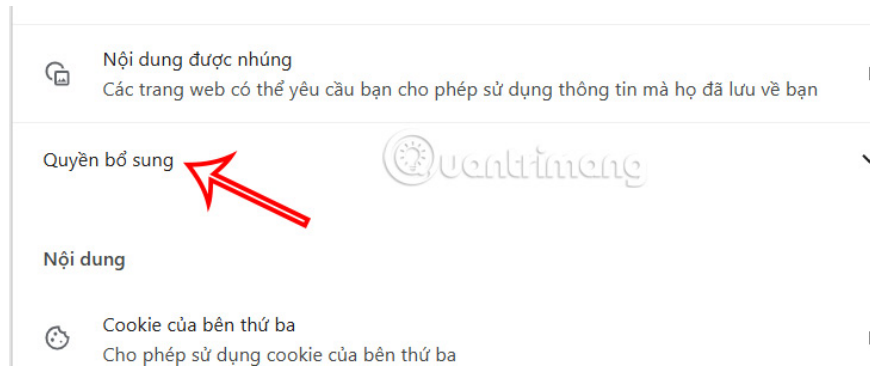 Nội dung được nhúng
Các trang web có thể yêu cầu bạn cho phép sử dụng thông tin mà họ đã lưu về bạn
Quyền bổ sung
Quantrimang
Nội dung
Cookie của bên thứ ba
Cho phép sử dụng cookie của bên thứ ba